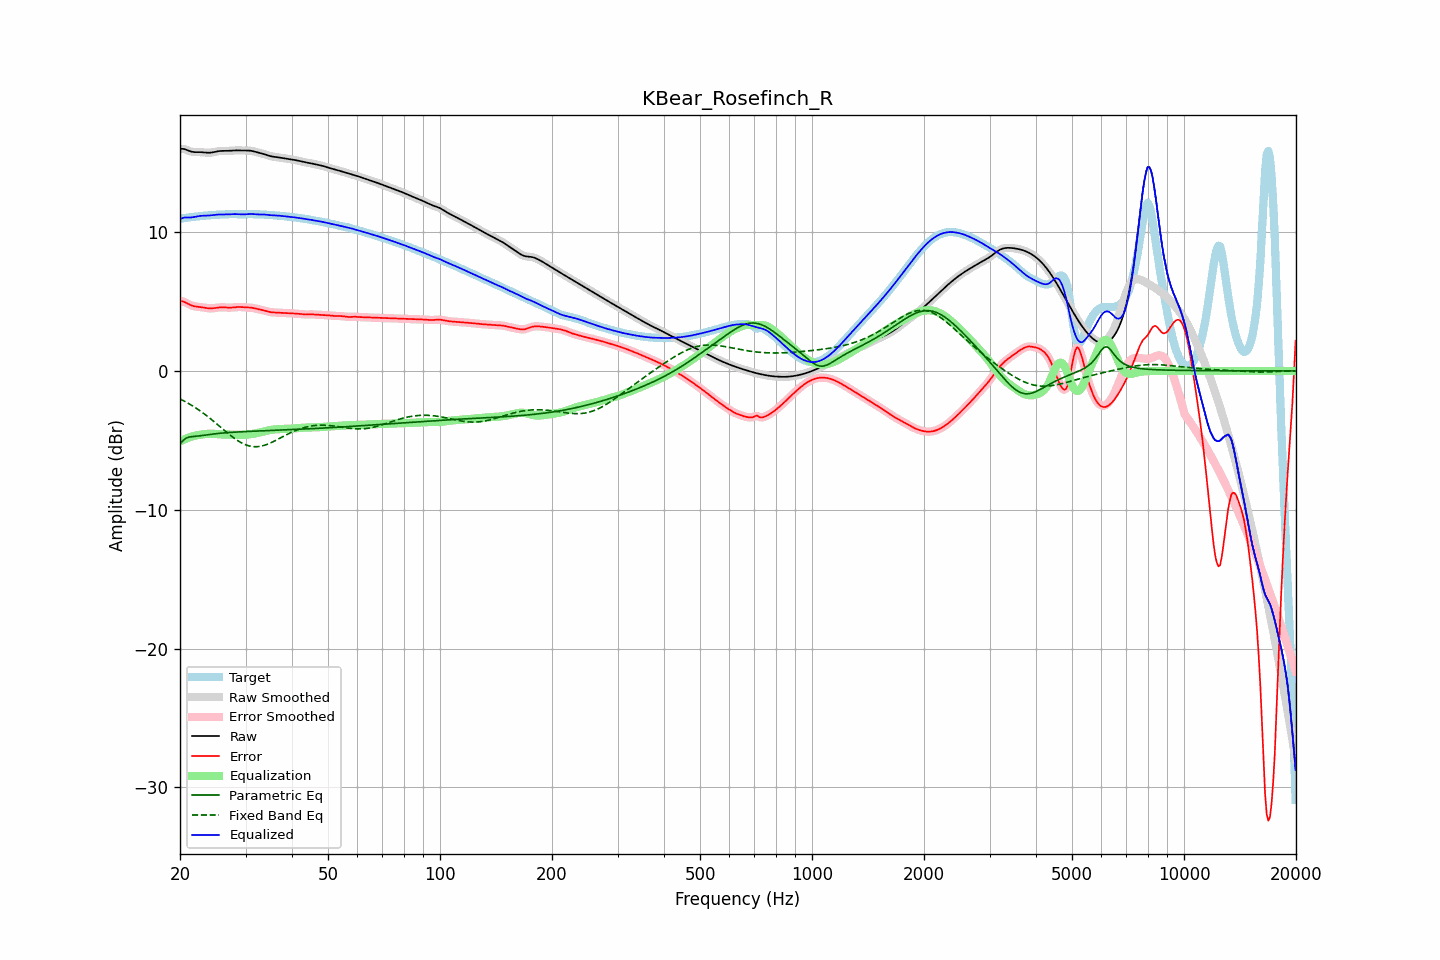 KBear_Rosefinch_R
Amplitude (dBr)
10
0
−10
−20
−30
Target
Raw Smoothed
Error Smoothed
Raw
Error
Equalization
Parametric Eq
Fixed Band Eq
Equalized
20 50 100 200 500 1000 2000 5000 10000 20000
Frequency (Hz)